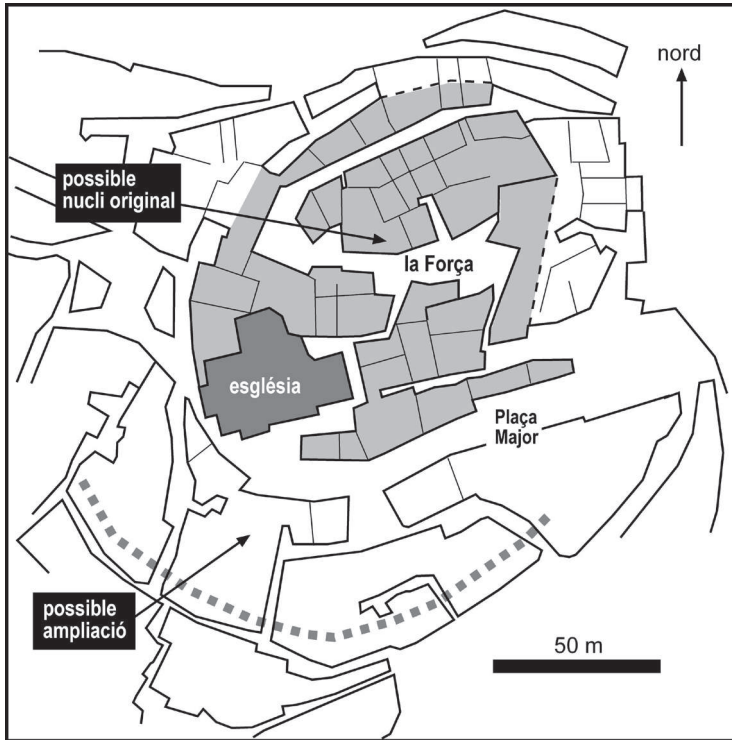 nord
possible
nucli original
la Força
església
Plaça
Major
possible
ampliació
50 m